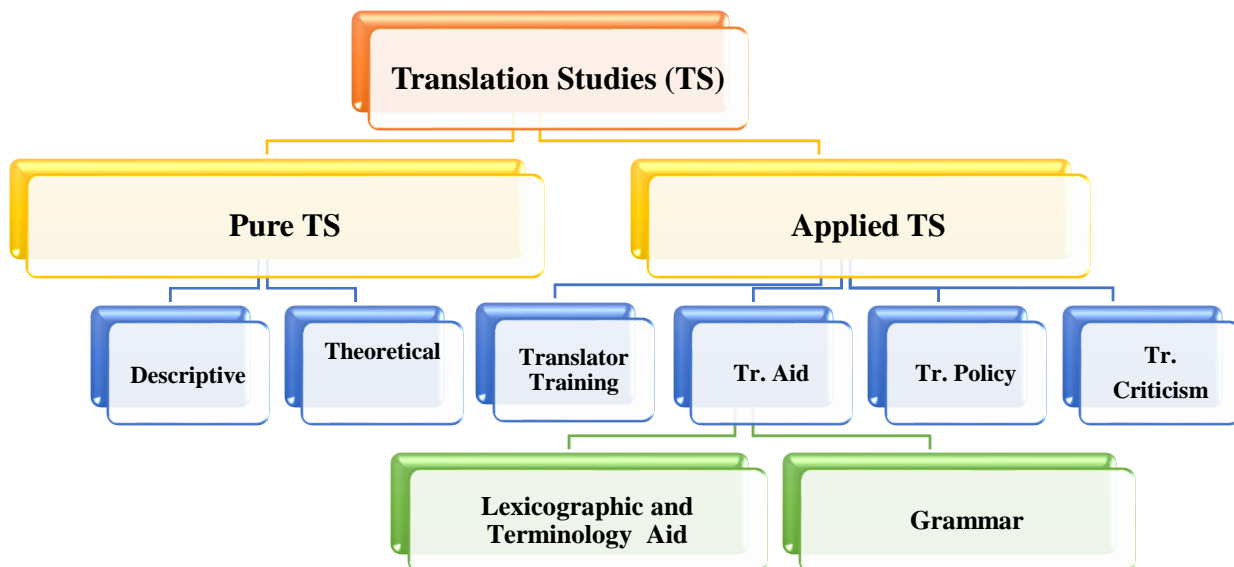 Translation Studies (TS)
Pure TS
Applied TS
Descriptive
Theoretical
Translator
Training
Tr. Aid
Tr. Policy
Tr.
Criticism
Lexicographic and
Terminology Aid
Grammar